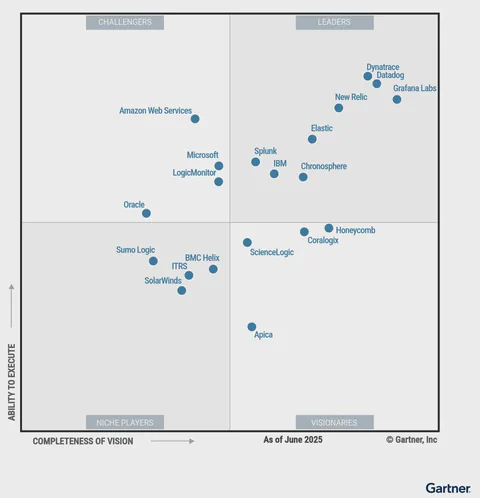 CHALLENGERS
LEADERS
Dynatrace
Datadog
Grafana Labs
New Relic
Amazon Web Services
Elastic
Splunk
Microsoft
IBM
Chronosphere
LogicMonitor
Oracle
Honeycomb
Coralogix
ScienceLogic
Sumo Logic
BMC Helix
ITRS
SolarWinds
Apica
ABILITY TO EXECUTE
NICHE PLAYERS
VISIONARIES
COMPLETENESS OF VISION
As of June 2025
© Gartner, Inc
Gartner